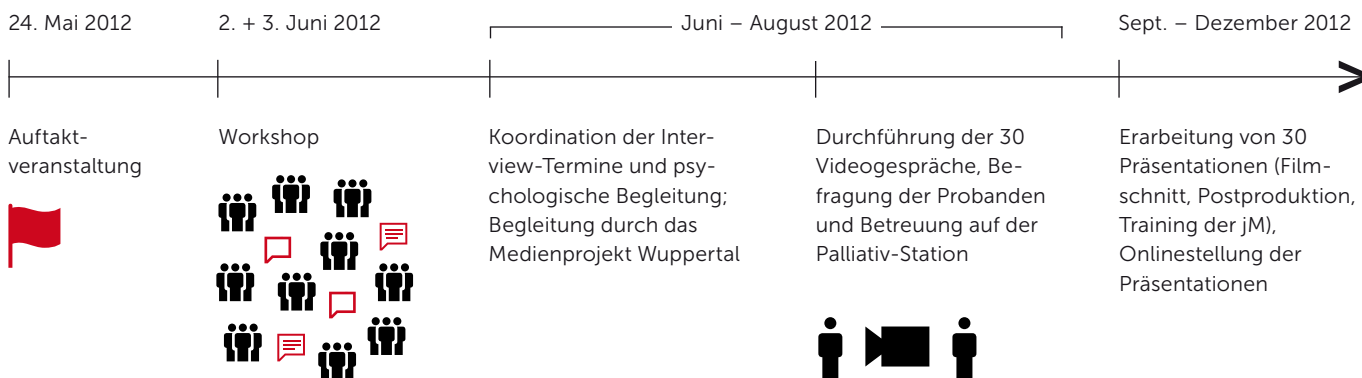 24. Mai 2012
2. + 3. Juni 2012
Juni – August 2012
Sept. – Dezember 2012
Auftakt-
veranstaltung
Workshop
Koordination der Inter-
view-Termine und psy-
chologische Begleitung;
Begleitung durch das
Medienprojekt Wuppertal
Durchführung der 30
Videogespräche, Be-
fragung der Probanden
und Betreuung auf der
Palliativ-Station
Erarbeitung von 30
Präsentationen (Film-
schnitt, Postproduktion,
Training der jM),
Onlinestellung der
Präsentationen